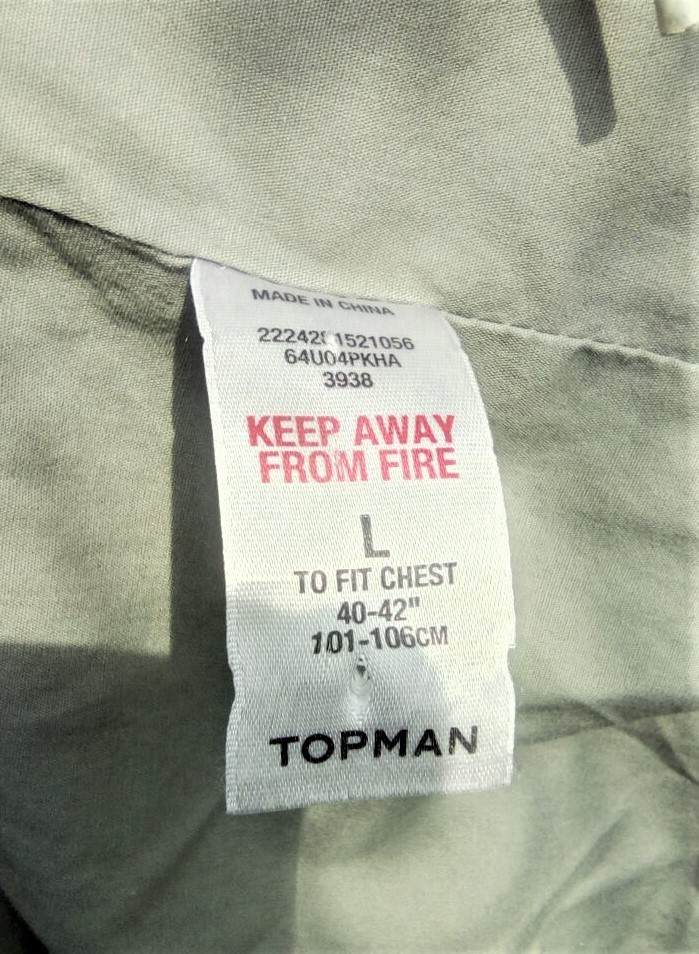 MADE IN CHINA
64U04PKHA
3938
KEEP AWAY
FROM FIRE
L
TO FIT CHEST
40-42"
101-106CM
TOPMAN